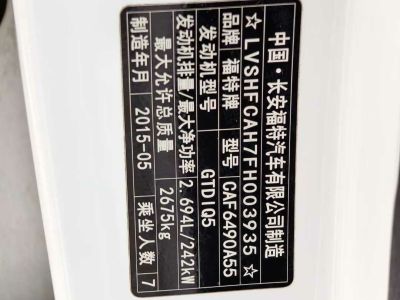 中国·长安福特汽车有限公司制造
☆LVSHFCAH7FH003935☆
品牌 福特牌 型号 CAF6490A55
发动机型号 GTDIQ5
发动机排量/最大净功率 2.694L/242kW
最大允许总质量 2675kg
制造年月 2015-05 乘坐人数 7